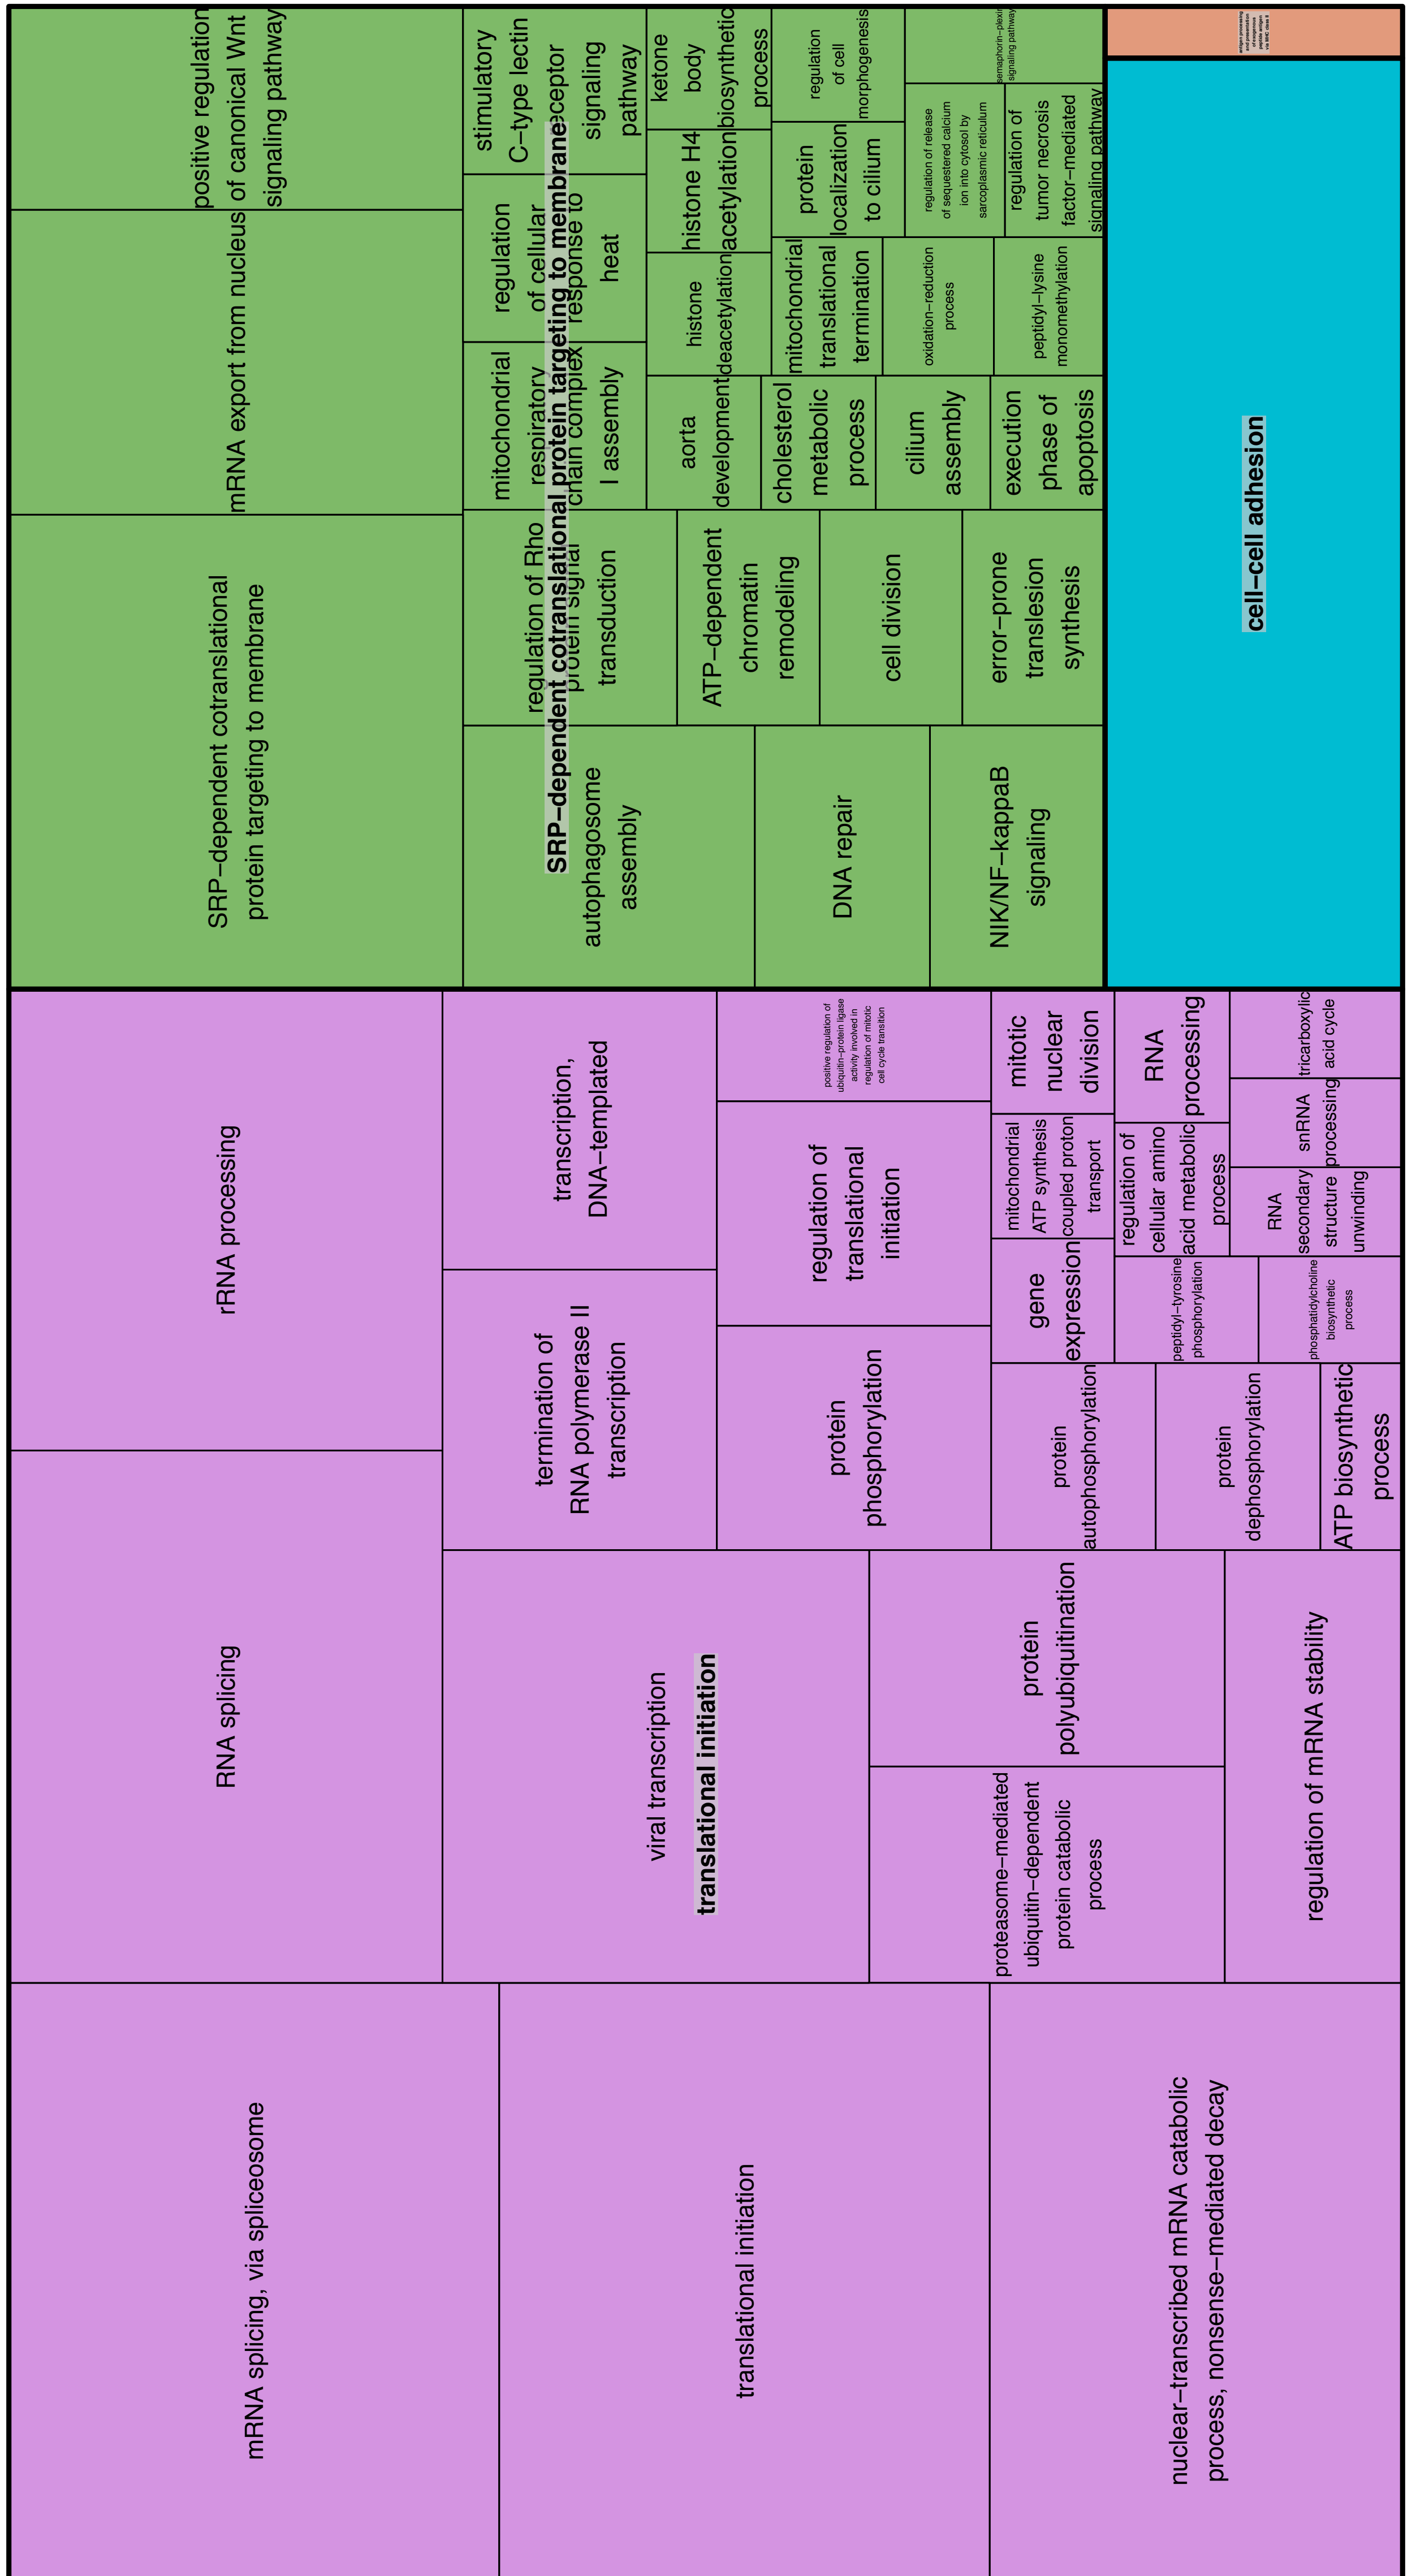 mRNA splicing, via spliceosome
translational initiation
nuclear−transcribed mRNA catabolic
process, nonsense−mediated decay
RNA splicing
rRNA processing
viral transcription
translational initiation
proteasome−mediated
ubiquitin−dependent
protein catabolic
process
protein
polyubiquitination
regulation of mRNA stability
termination of
RNA polymerase II
transcription
transcription,
DNA−templated
protein
phosphorylation
regulation of
translational
initiation
positive regulation of
ubiquitin−protein ligase
activity involved in
regulation of mitotic
cell cycle transition
protein
autophosphorylation
protein
dephosphorylation
ATP biosynthetic
process
gene
expression
mitochondrial
ATP synthesis
coupled proton
transport
mitotic
nuclear
division
peptidyl−tyrosine
phosphorylation
phosphatidylcholine
biosynthetic
process
regulation of
cellular amino
acid metabolic
process
RNA
processing
RNA
secondary
structure
unwinding
snRNA
processing
tricarboxylic
acid cycle
SRP−dependent cotranslational
protein targeting to membrane
mRNA export from nucleus
positive regulation
of canonical Wnt
signaling pathway
SRP−dependent cotranslational protein targeting to membrane
autophagosome
assembly
DNA repair
NIK/NF−kappaB
signaling
regulation of Rho
protein signal
transduction
ATP−dependent
chromatin
remodeling
cell division
error−prone
translesion
synthesis
mitochondrial
respiratory
chain complex
I assembly
regulation
of cellular
response to
heat
stimulatory
C−type lectin
receptor
signaling
pathway
aorta
development
cholesterol
metabolic
process
cilium
assembly
execution
phase of
apoptosis
histone
deacetylation
histone H4
acetylation
ketone
body
biosynthetic
process
mitochondrial
translational
termination
oxidation−reduction
process
peptidyl−lysine
monomethylation
protein
localization
to cilium
regulation
of cell
morphogenesis
regulation of release
of sequestered calcium
ion into cytosol by
sarcoplasmic reticulum
regulation of
tumor necrosis
factor−mediated
signaling pathway
semaphorin−plexin
signaling pathway
cell−cell adhesion
antigen processing
and presentation
of exogenous
peptide antigen
via MHC class II